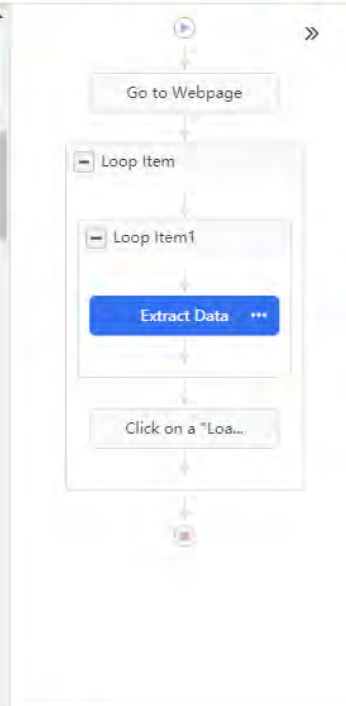 Go to Webpage
Loop Item
Loop Item1
Extract Data
Click on a "Loa...